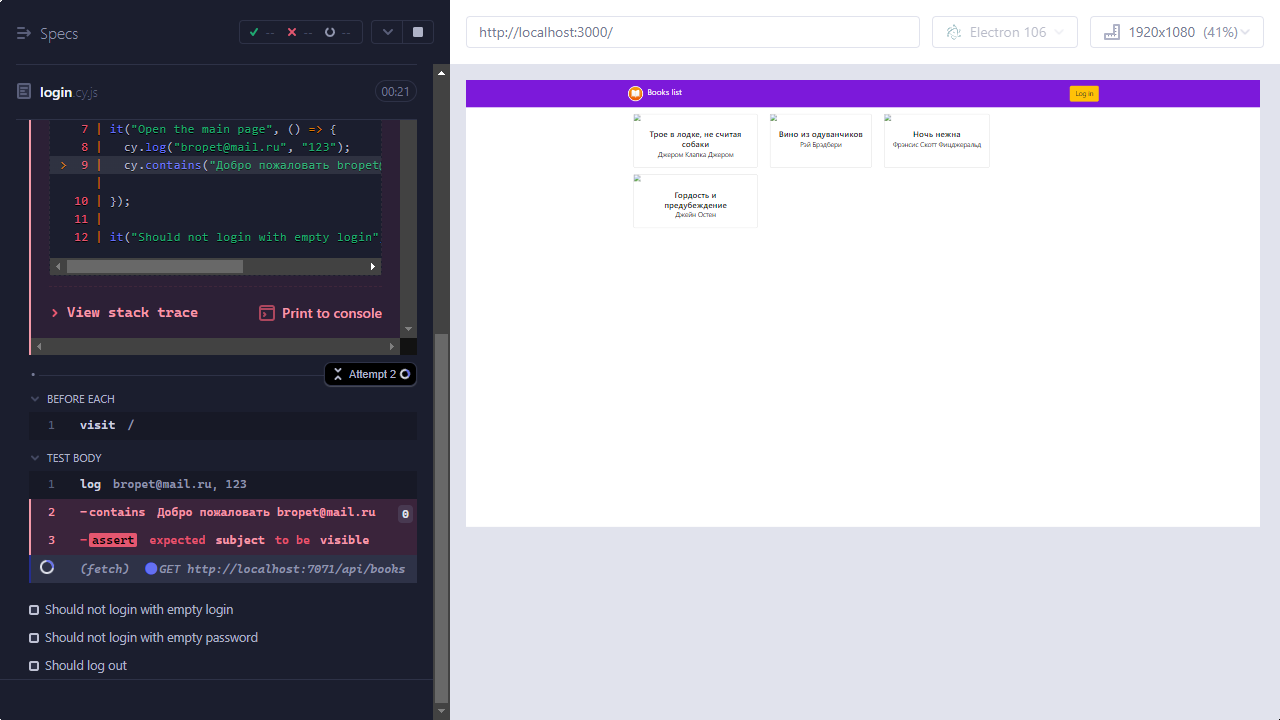 Specs
-- -- --
login.cy.js
00:21
7 | it("Open the main page", () => {
8 | cy.log("bropet@mail.ru", "123");
> 9 | cy.contains("Добро пожаловать bropet
|
10 | });
11 |
12 | it("Should not login with empty login"
View stack trace
Print to console
Attempt 2
BEFORE EACH
1 visit /
TEST BODY
1 log bropet@mail.ru, 123
2 -contains Добро пожаловать bropet@mail.ru 0
3 -assert expected subject to be visible
(fetch) GET http://localhost:7071/api/books
Should not login with empty login
Should not login with empty password
Should log out
http://localhost:3000/
Electron 106
1920x1080 (41%)
Books list
Log in
Трое в лодке, не считая
собаки
Джером Клапка Джером
Вино из одуванчиков
Рэй Брэдбери
Ночь нежна
Фрэнсис Скотт Фицджеральд
Гордость и
предубеждение
Джейн Остен